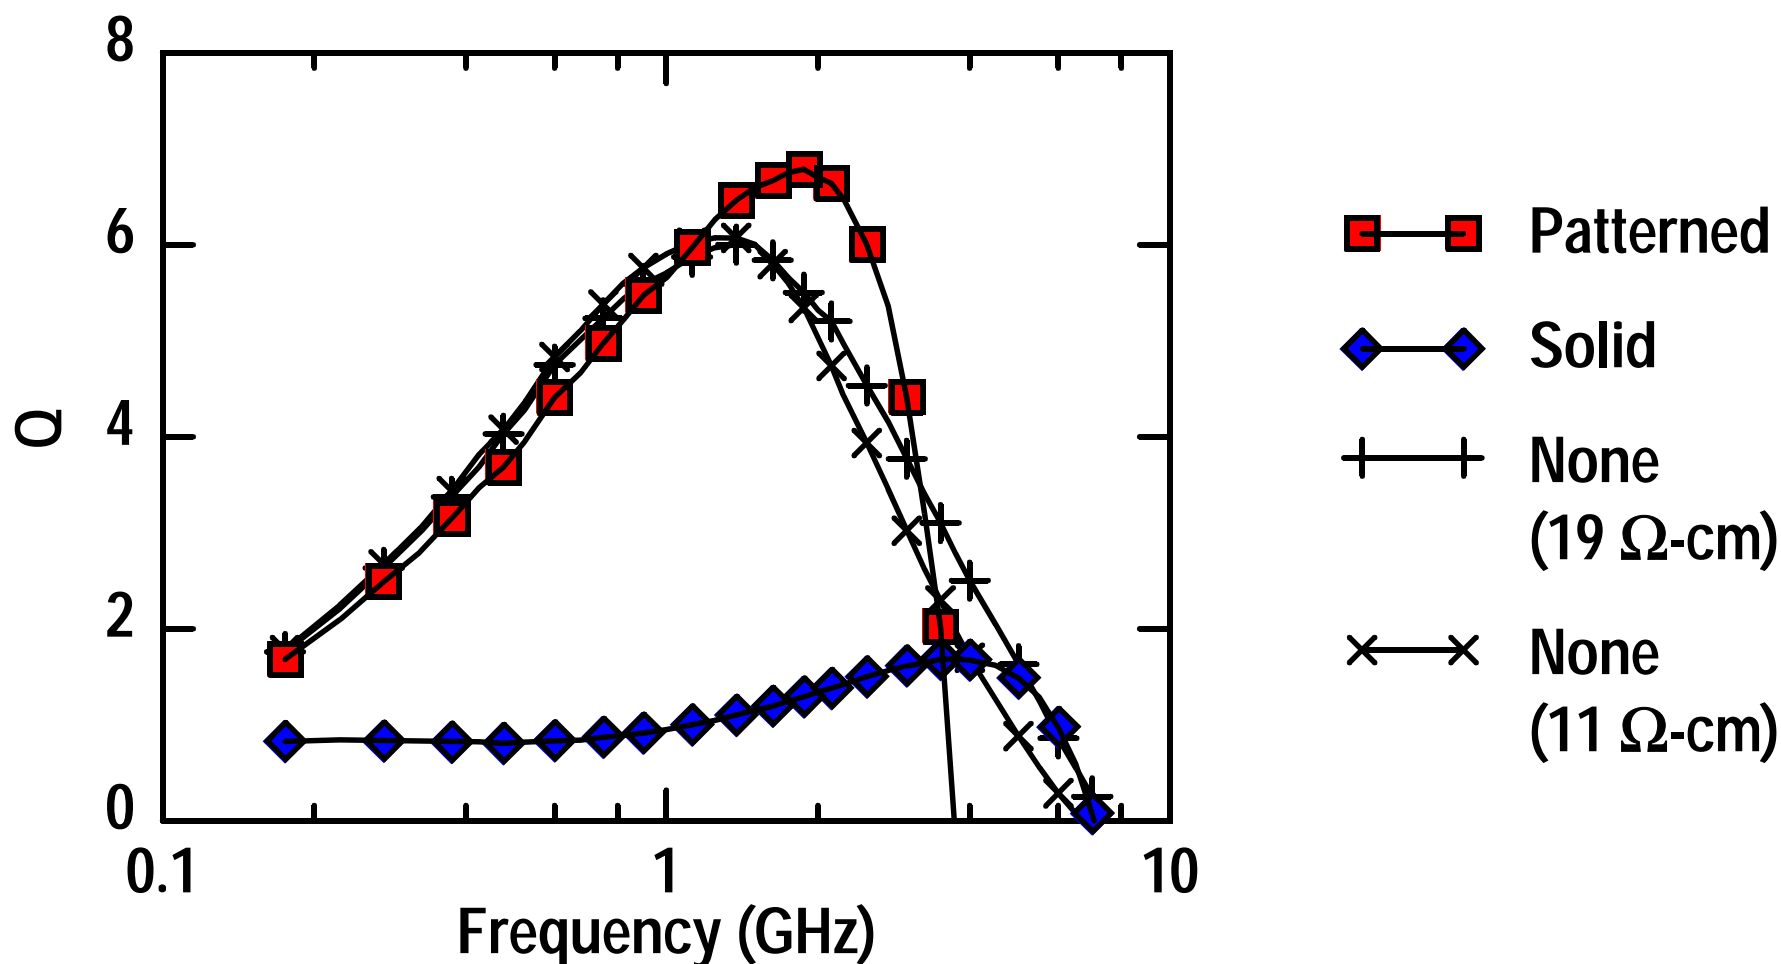 8
6
4
2
0
Q
0.1
1
10
Frequency (GHz)
Patterned
Solid
None
(19 Ω-cm)
None
(11 Ω-cm)